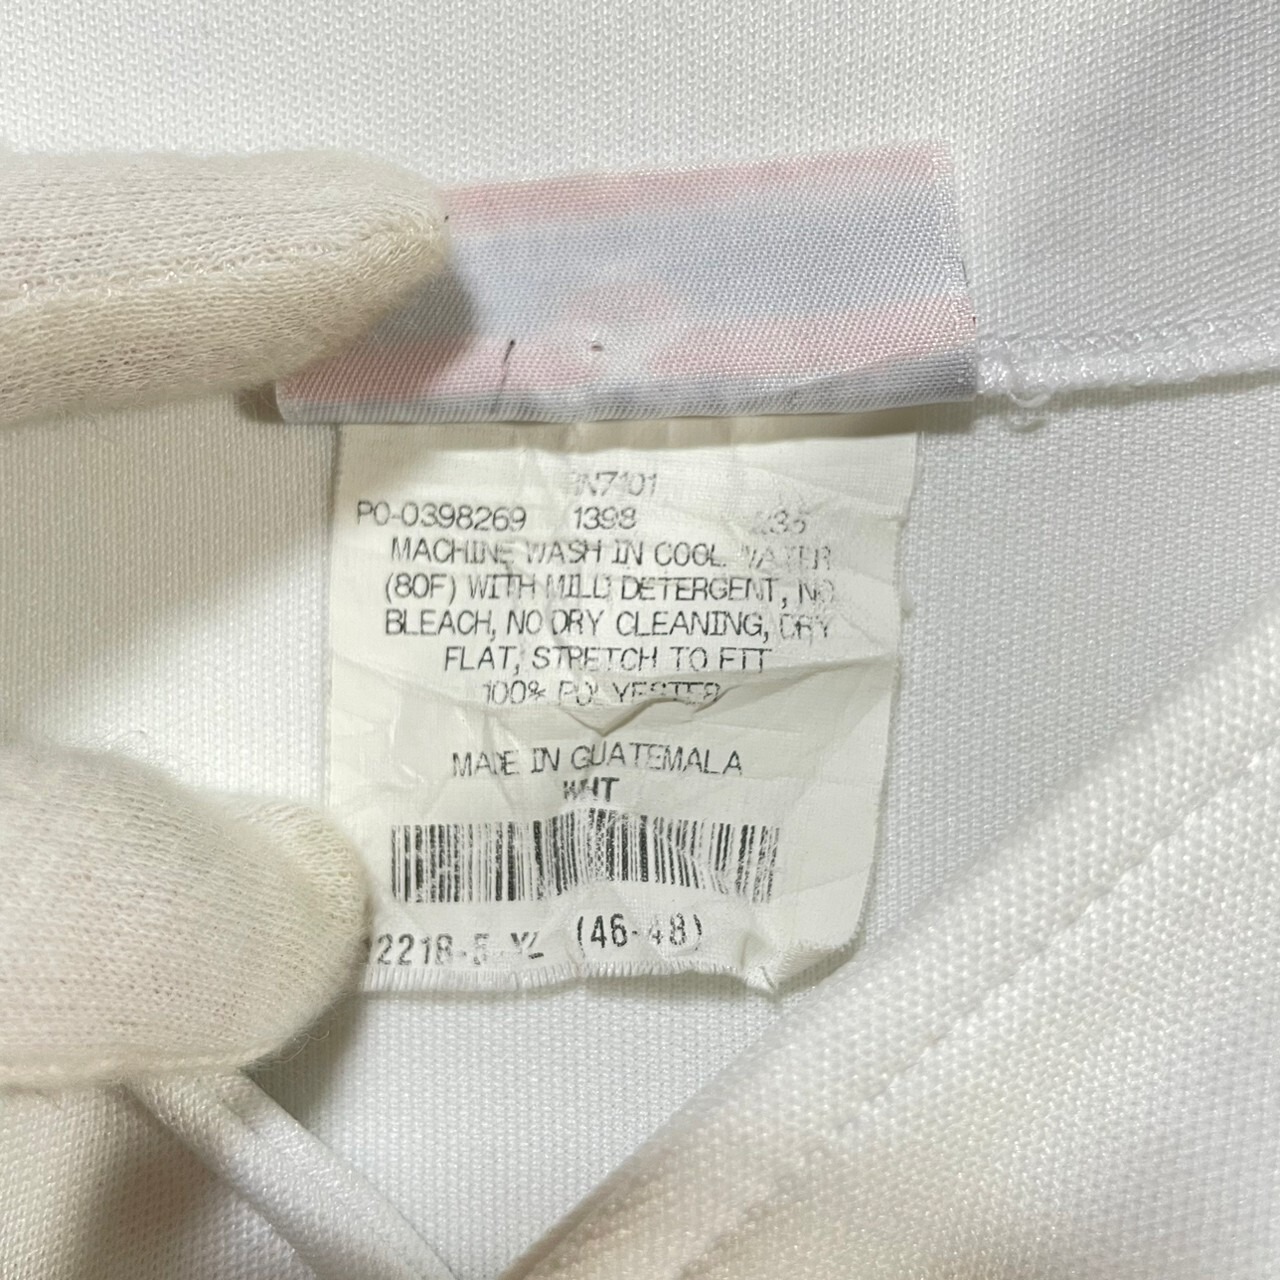 PO-0398269 1398
MACHINE WASH IN COOL WATER
(80F) WITH MILD DETERGENT, NO
BLEACH, NO DRY CLEANING, DRY
FLAT, STRETCH TO FIT
100% POLYESTER
MADE IN GUATEMALA
WHT
(46-48)